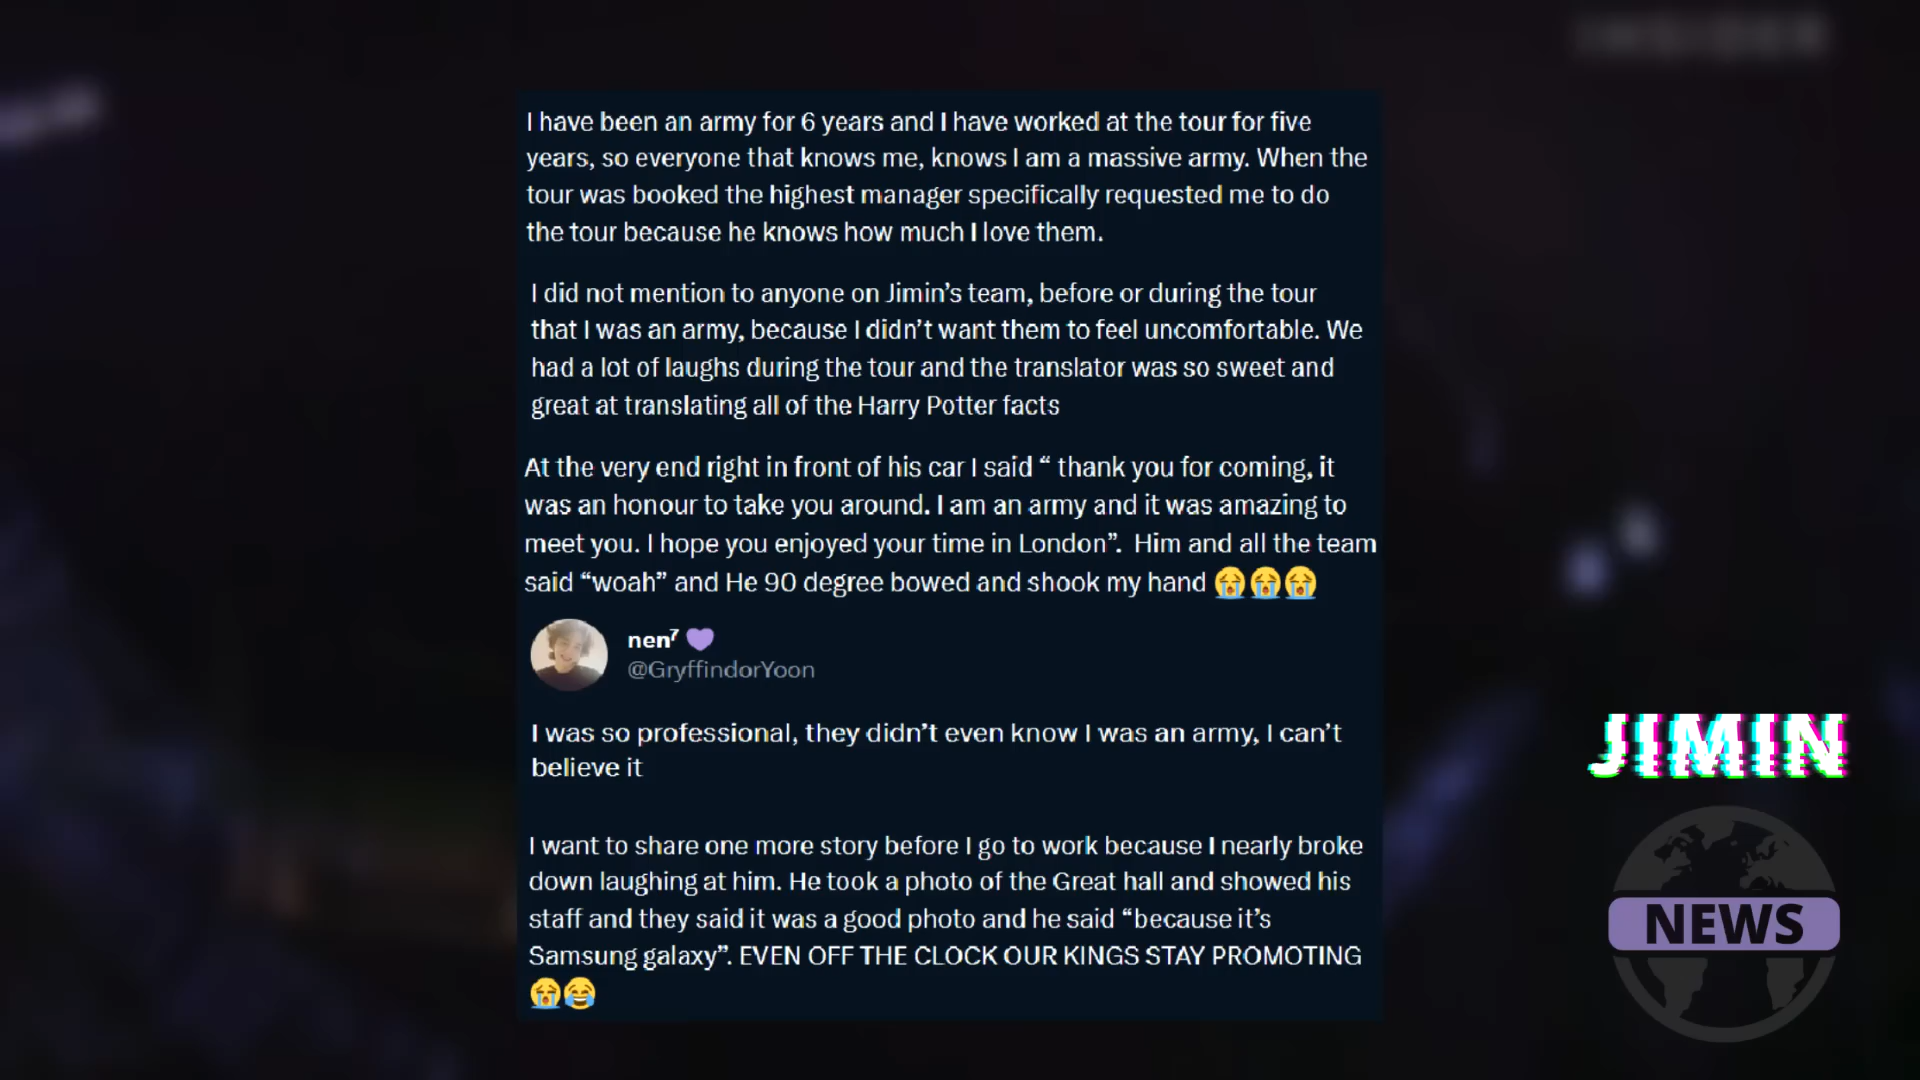 I have been an army for 6 years and I have worked at the tour for five
years, so everyone that knows me, knows I am a massive army. When the
tour was booked the highest manager specifically requested me to do
the tour because he knows how much I love them.
I did not mention to anyone on Jimin’s team, before or during the tour
that I was an army, because I didn’t want them to feel uncomfortable. We
had a lot of laughs during the tour and the translator was so sweet and
great at translating all of the Harry Potter facts
At the very end right in front of his car I said “ thank you for coming, it
was an honour to take you around. I am an army and it was amazing to
meet you. I hope you enjoyed your time in London”. Him and all the team
said “woah” and He 90 degree bowed and shook my hand 😭😭😭
nen⁷ 💜
@GryffindorYoon
I was so professional, they didn’t even know I was an army, I can’t
believe it
I want to share one more story before I go to work because I nearly broke
down laughing at him. He took a photo of the Great hall and showed his
staff and they said it was a good photo and he said “because it’s
Samsung galaxy”. EVEN OFF THE CLOCK OUR KINGS STAY PROMOTING
😭😂
JIMIN
NEWS